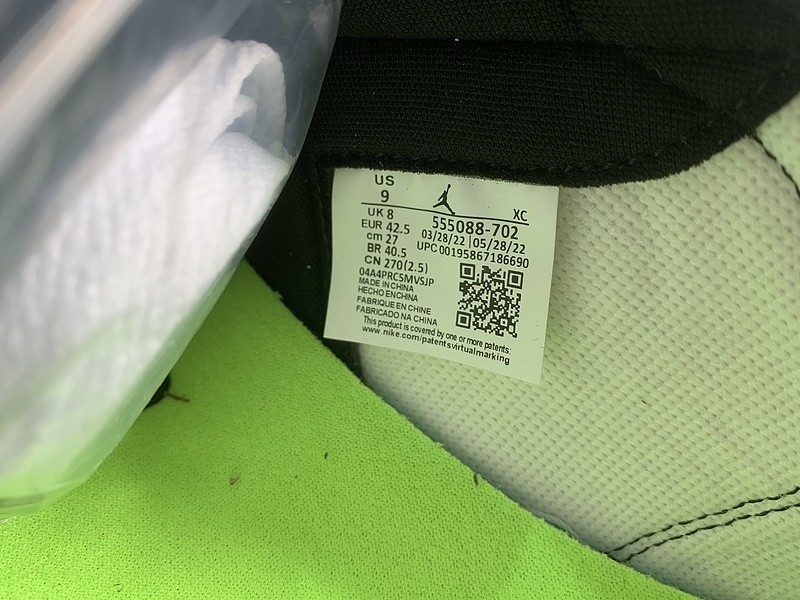 US
9
XC
UK 8
EUR 42.5
cm 27
BR 40.5
CN 270(2.5)
555088-702
03/28/22 | 05/28/22
UPC 00195867186690
04A4PRC5MVSJP
MADE IN CHINA
HECHO EN CHINA
FABRIQUE EN CHINE
FABRICADO NA CHINA
This product is covered by one or more patents:
www.nike.com/patentsvirtualmarking